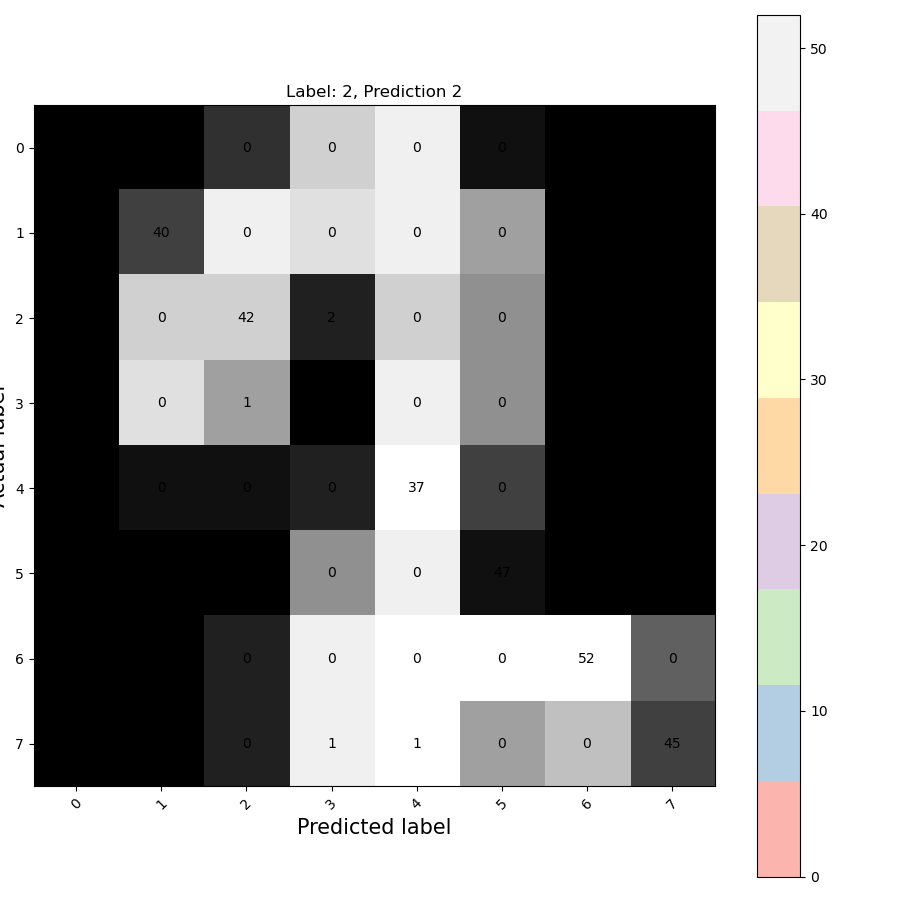 Label: 2, Prediction 2
50
40
30
20
10
0
0 0 0 0 0
1 40 0 0 0 0
2 0 42 2 0 0
3 0 1 0 0
4 0 0 0 37 0
5 0 0 47
6 0 0 0 0 52 0
7 0 1 1 0 0 45
0 1 2 3 4 5 6 7
Predicted label